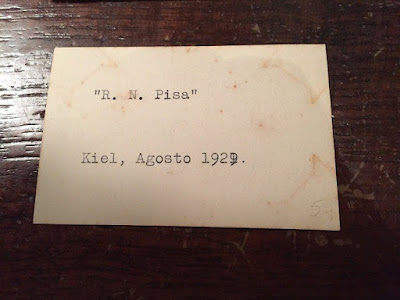 "R. N. Pisa"
Kiel, Agosto 1929.